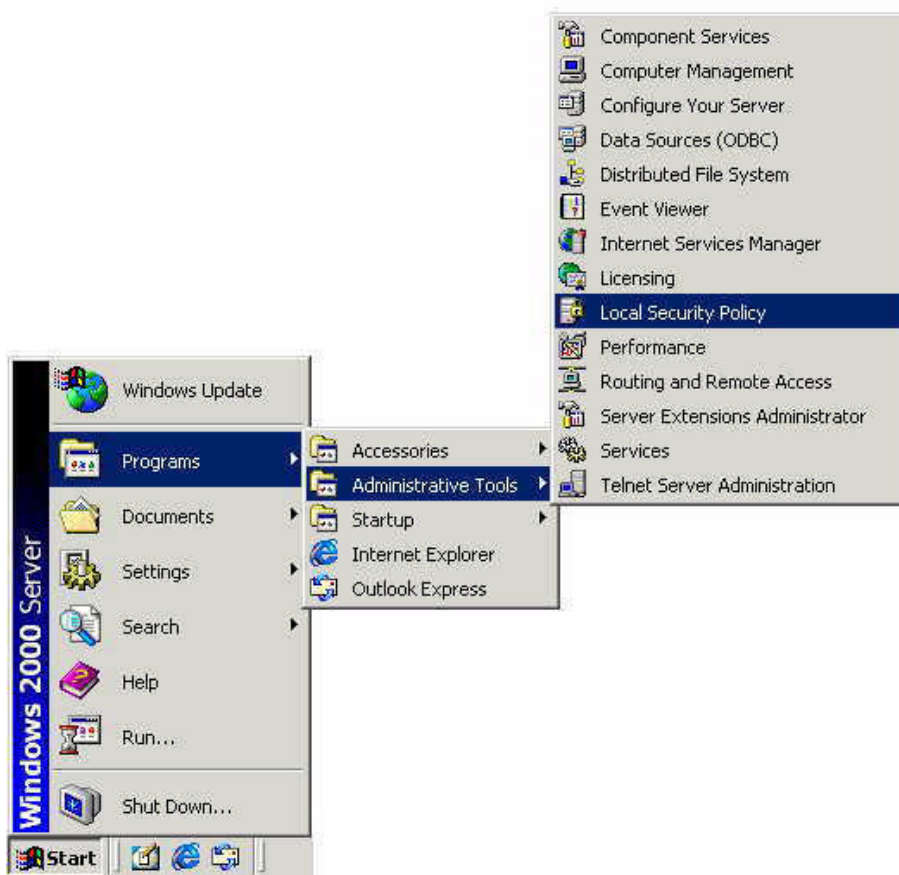 Component Services
Computer Management
Configure Your Server
Data Sources (ODBC)
Distributed File System
Event Viewer
Internet Services Manager
Licensing
Local Security Policy
Performance
Routing and Remote Access
Server Extensions Administrator
Services
Telnet Server Administration
Accessories
Administrative Tools
Startup
Internet Explorer
Outlook Express
Windows Update
Programs
Documents
Settings
Search
Help
Run...
Shut Down...
Windows 2000 Server
Start